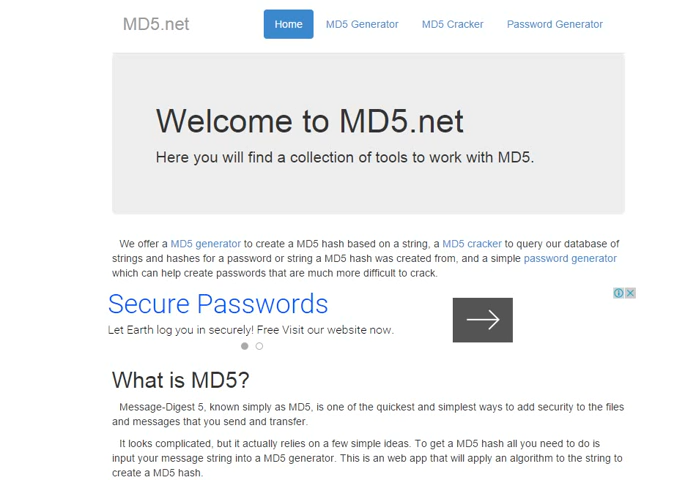 MD5.net
Home MD5 Generator MD5 Cracker Password Generator
Welcome to MD5.net
Here you will find a collection of tools to work with MD5.
We offer a MD5 generator to create a MD5 hash based on a string, a MD5 cracker to query our database of
strings and hashes for a password or string a MD5 hash was created from, and a simple password generator
which can help create passwords that are much more difficult to crack.
Secure Passwords
Let Earth log you in securely! Free Visit our website now.
What is MD5?
Message-Digest 5, known simply as MD5, is one of the quickest and simplest ways to add security to the files
and messages that you send and transfer.
It looks complicated, but it actually relies on a few simple ideas. To get a MD5 hash all you need to do is
input your message string into a MD5 generator. This is an web app that will apply an algorithm to the string to
create a MD5 hash.